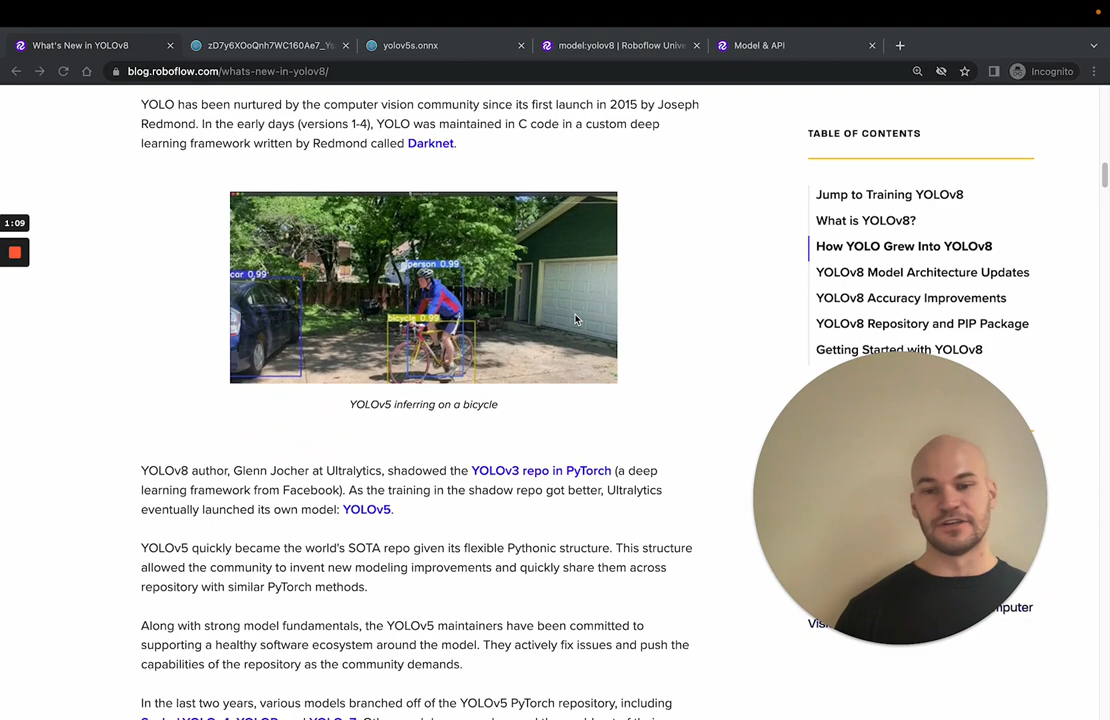 What's New in YOLOv8
zD7y6XOoQnh7WC160Ae7_Ys
yolov5s.onnx
model:yolov8 | Roboflow Unive
Model & API
blog.roboflow.com/whats-new-in-yolov8/
Incognito
YOLO has been nurtured by the computer vision community since its first launch in 2015 by Joseph
Redmond. In the early days (versions 1-4), YOLO was maintained in C code in a custom deep
learning framework written by Redmond called Darknet.
1:09
car 0.99
person 0.99
bicycle 0.99
YOLOv5 inferring on a bicycle
YOLOv8 author, Glenn Jocher at Ultralytics, shadowed the YOLOv3 repo in PyTorch (a deep
learning framework from Facebook). As the training in the shadow repo got better, Ultralytics
eventually launched its own model: YOLOv5.
YOLOv5 quickly became the world's SOTA repo given its flexible Pythonic structure. This structure
allowed the community to invent new modeling improvements and quickly share them across
repository with similar PyTorch methods.
Along with strong model fundamentals, the YOLOv5 maintainers have been committed to
supporting a healthy software ecosystem around the model. They actively fix issues and push the
capabilities of the repository as the community demands.
In the last two years, various models branched off of the YOLOv5 PyTorch repository, including
TABLE OF CONTENTS
Jump to Training YOLOv8
What is YOLOv8?
How YOLO Grew Into YOLOv8
YOLOv8 Model Architecture Updates
YOLOv8 Accuracy Improvements
YOLOv8 Repository and PIP Package
Getting Started with YOLOv8